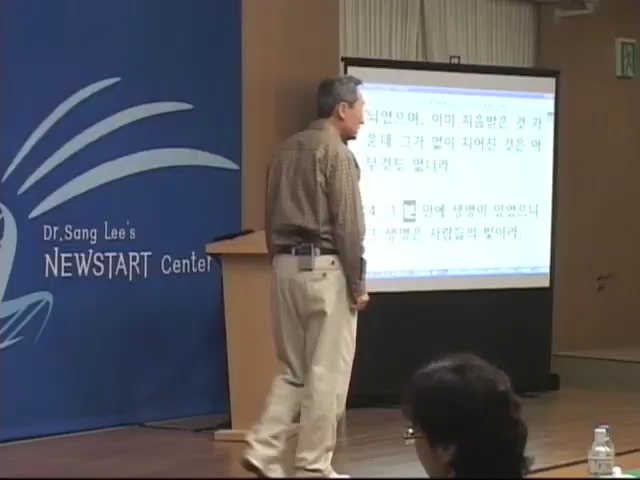 Dr. Sang Lee's
NEWSTART Center
되었으며, 이미 지음받은 것 가
운데 그가 없이 지어진 것은 아
무것도 없더라
4 그 분 안에 생명이 있었으니
그 생명은 사람들의 빛이라.